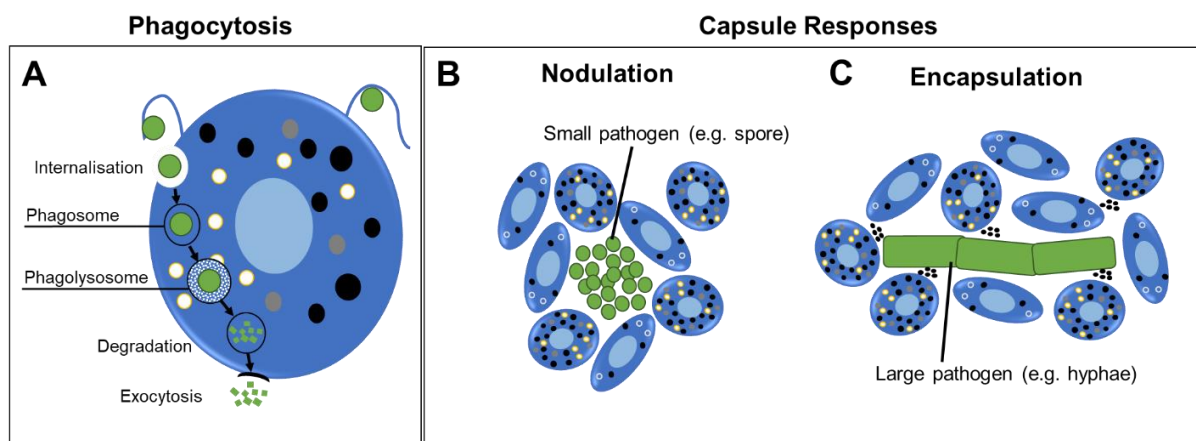 Phagocytosis
Capsule Responses
A
Internalisation
Phagosome
Phagolysosome
Degradation
Exocytosis
B
Nodulation
Small pathogen (e.g. spore)
C
Encapsulation
Large pathogen (e.g. hyphae)